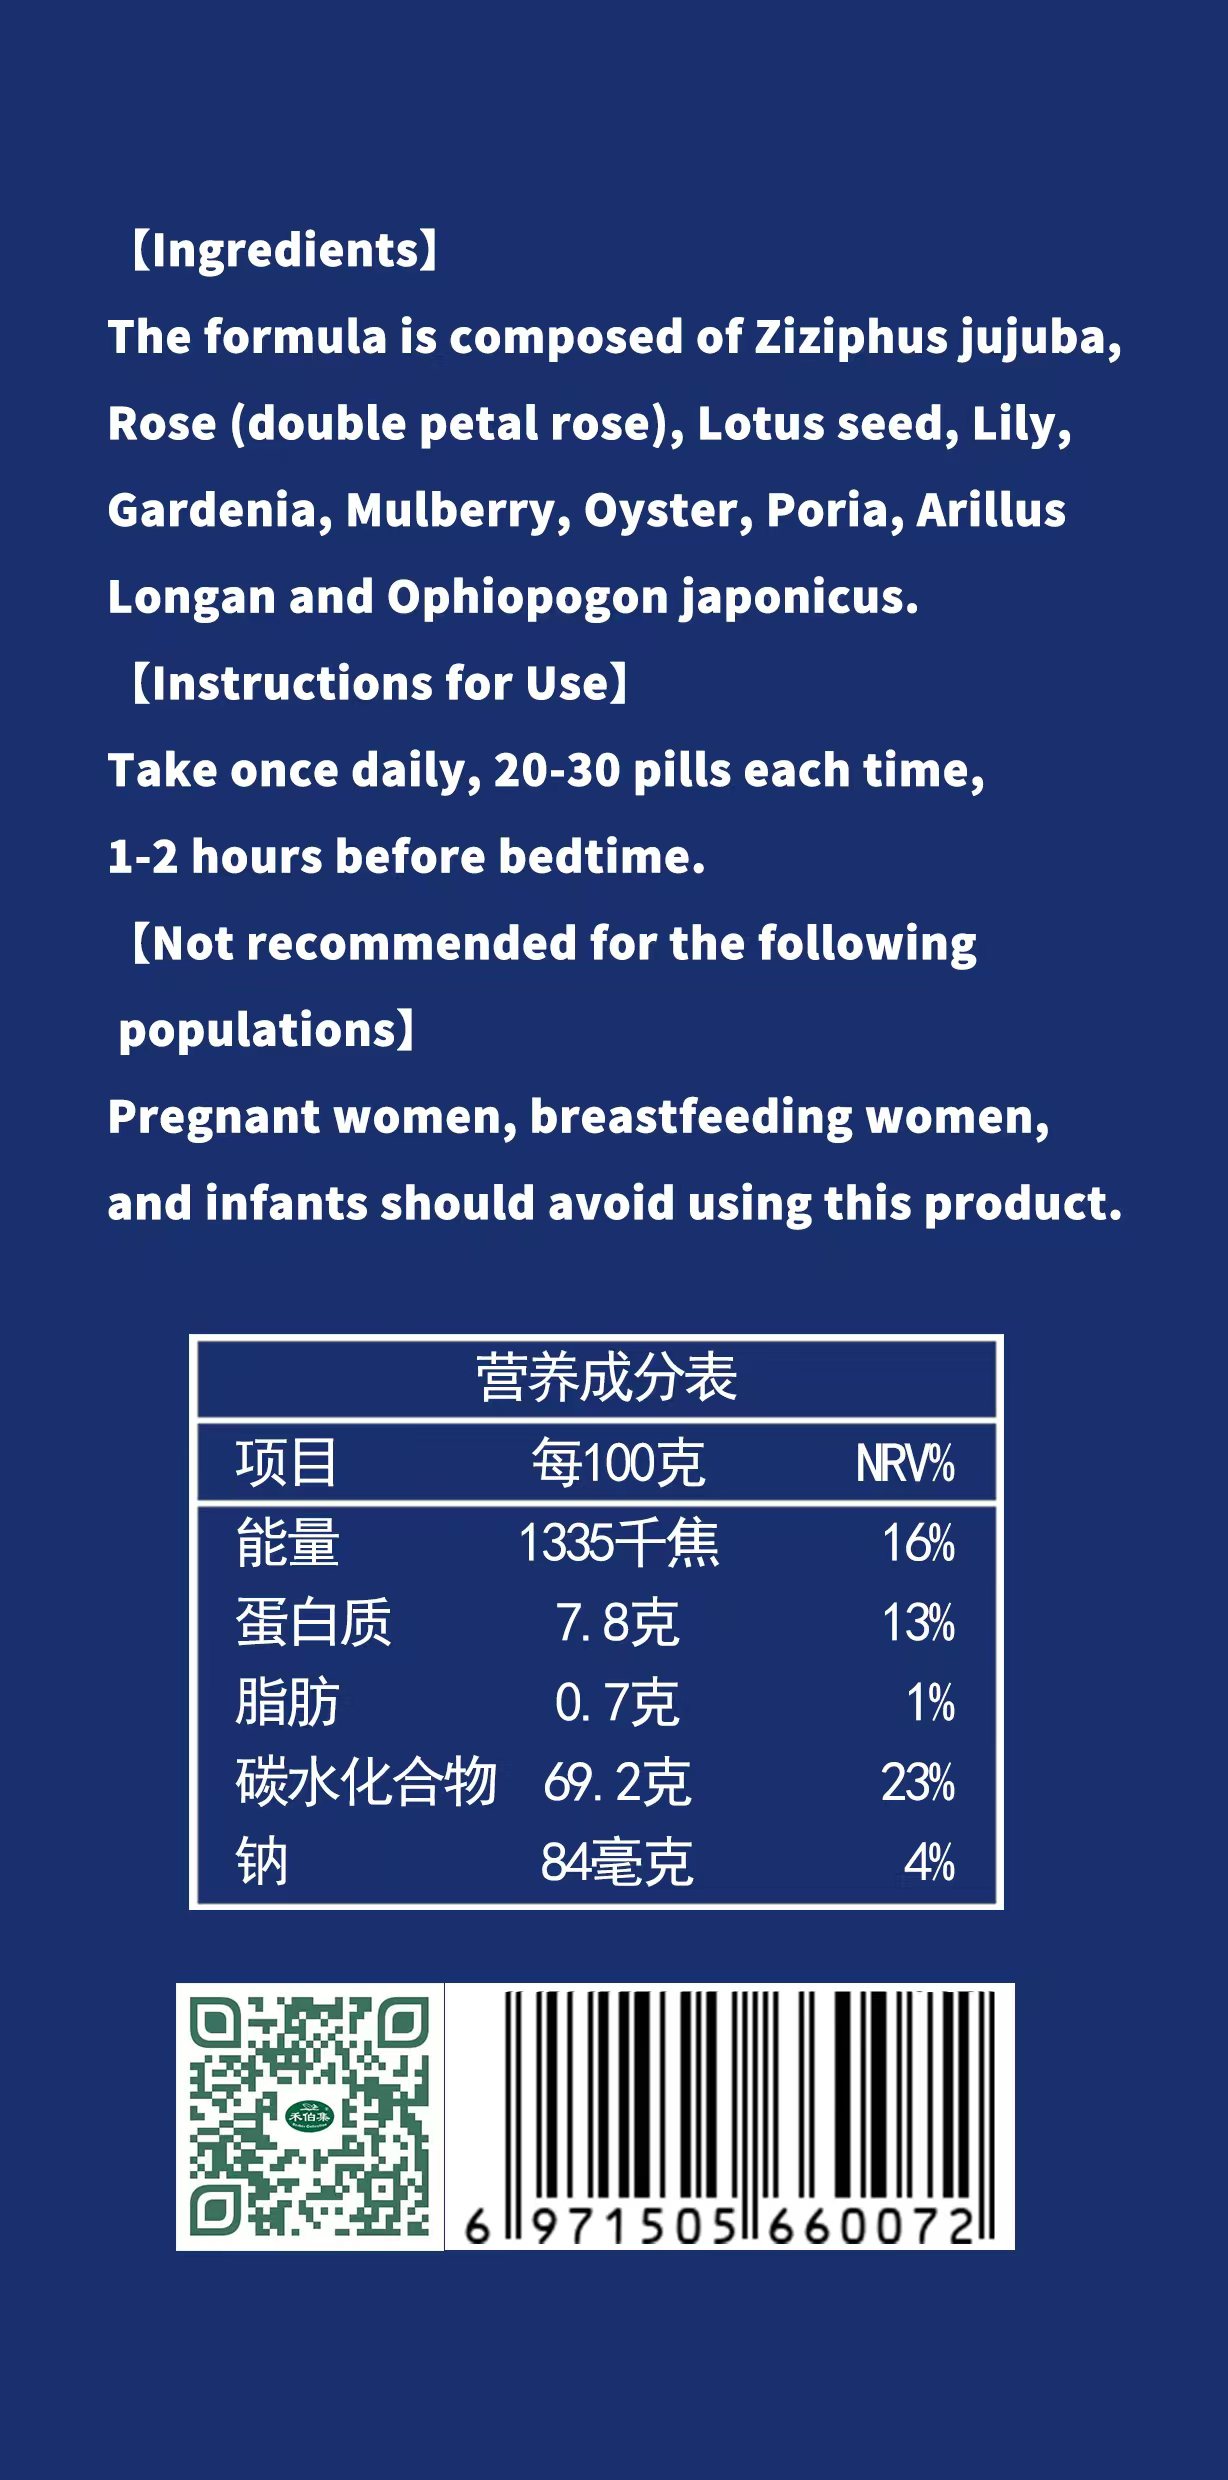 【Ingredients】
The formula is composed of Ziziphus jujuba,
Rose (double petal rose), Lotus seed, Lily,
Gardenia, Mulberry, Oyster, Poria, Arillus
Longan and Ophiopogon japonicus.
【Instructions for Use】
Take once daily, 20-30 pills each time,
1-2 hours before bedtime.
【Not recommended for the following
populations】
Pregnant women, breastfeeding women,
and infants should avoid using this product.
营养成分表
项目 每100克 NRV%
能量 1335千焦 16%
蛋白质 7.8克 13%
脂肪 0.7克 1%
碳水化合物 69.2克 23%
钠 84毫克 4%
禾伯集
6 971505 660072